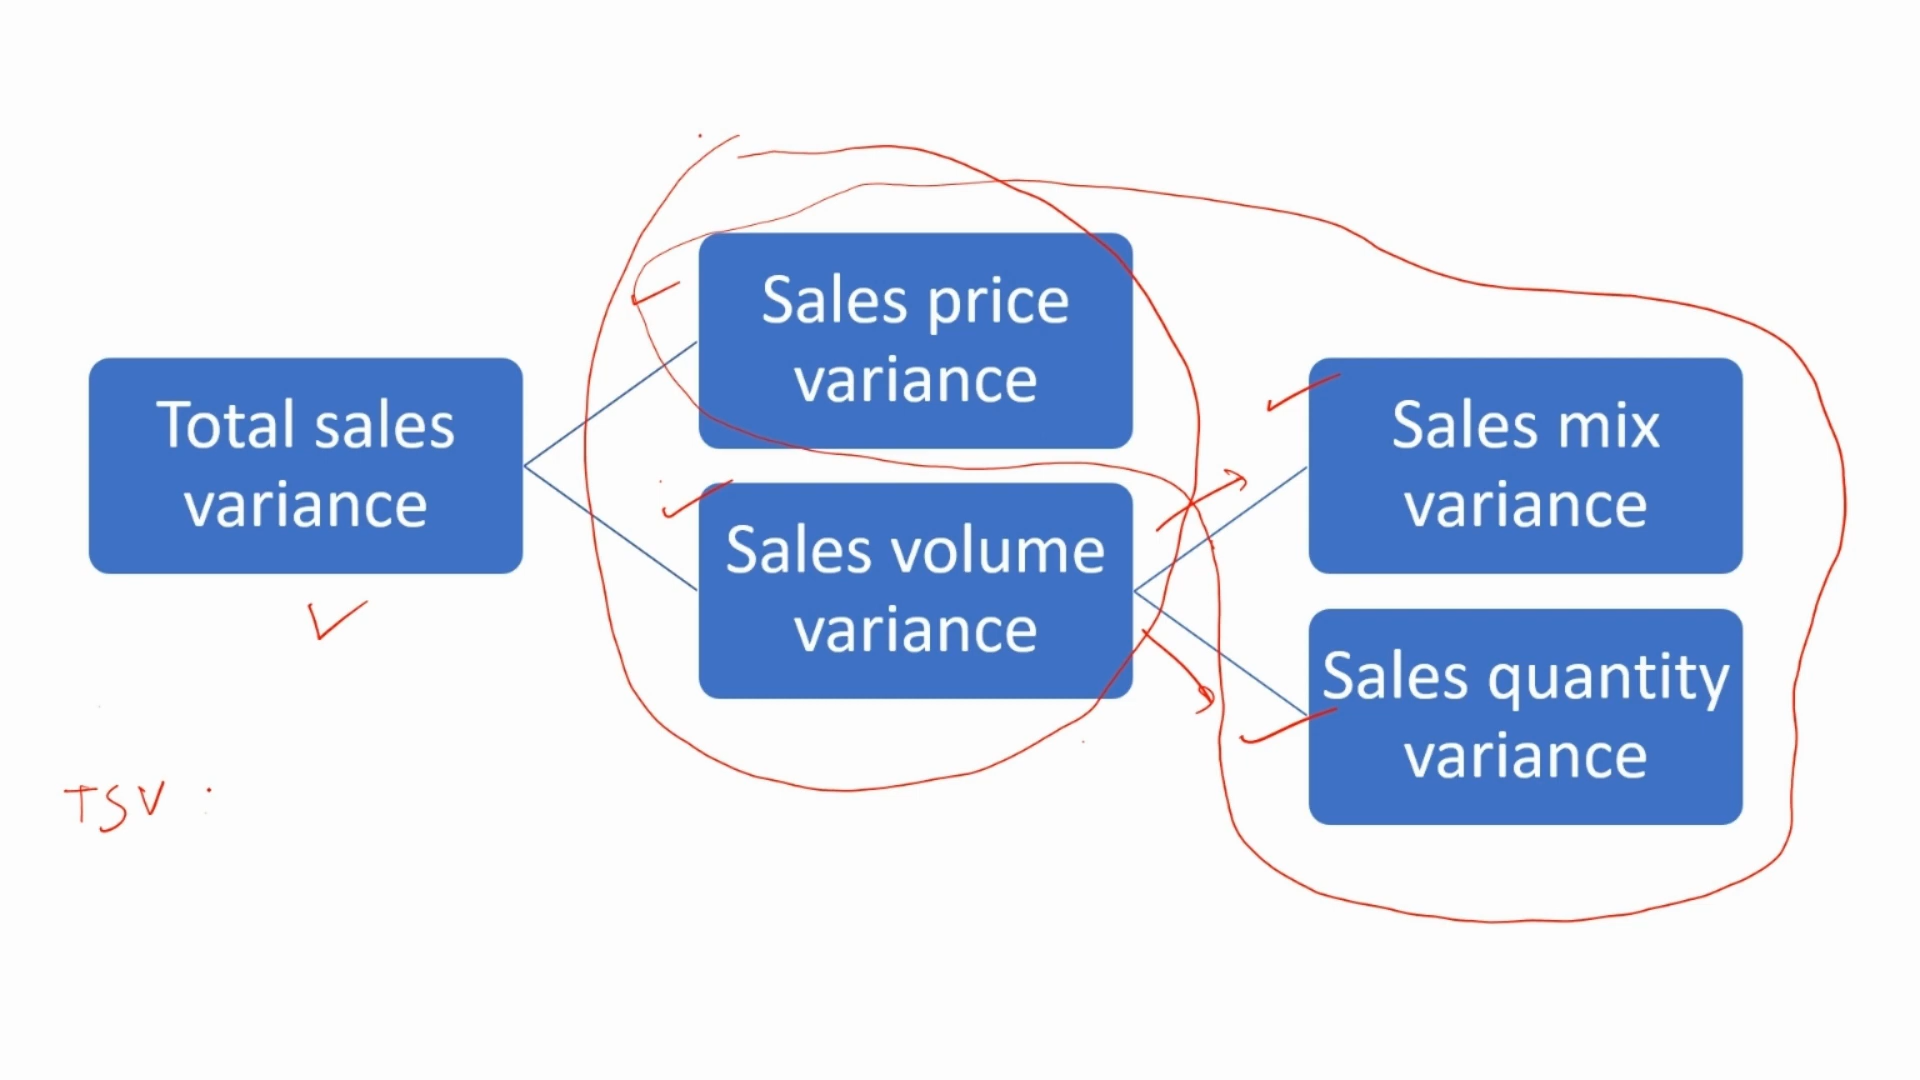 Total sales
variance
Sales price
variance
Sales volume
variance
Sales mix
variance
Sales quantity
variance
TSV :